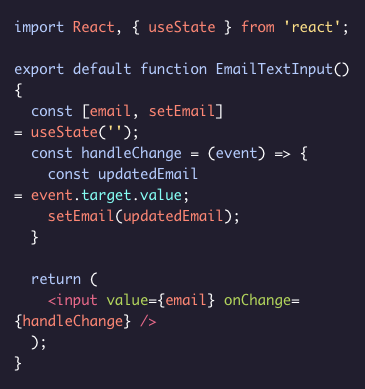 import React, { useState } from 'react';

export default function EmailTextInput()
{
  const [email, setEmail]
= useState('');
  const handleChange = (event) => {
    const updatedEmail
= event.target.value;
    setEmail(updatedEmail);
  }

  return (
    <input value={email} onChange=
{handleChange} />
  );
}